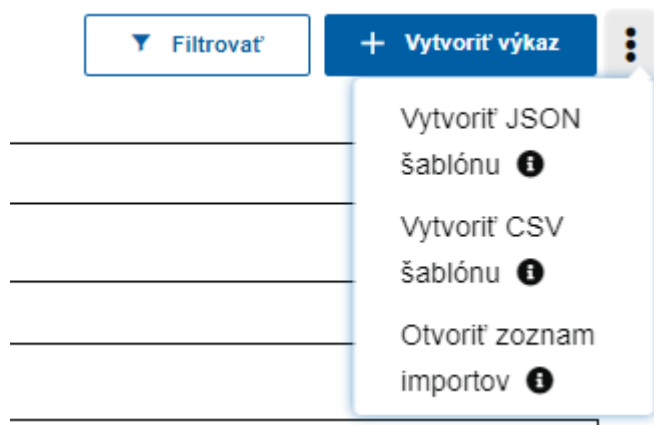 Filtrovať
Vytvoriť výkaz
Vytvoriť JSON
šablónu
Vytvoriť CSV
šablónu
Otvoriť zoznam
importov